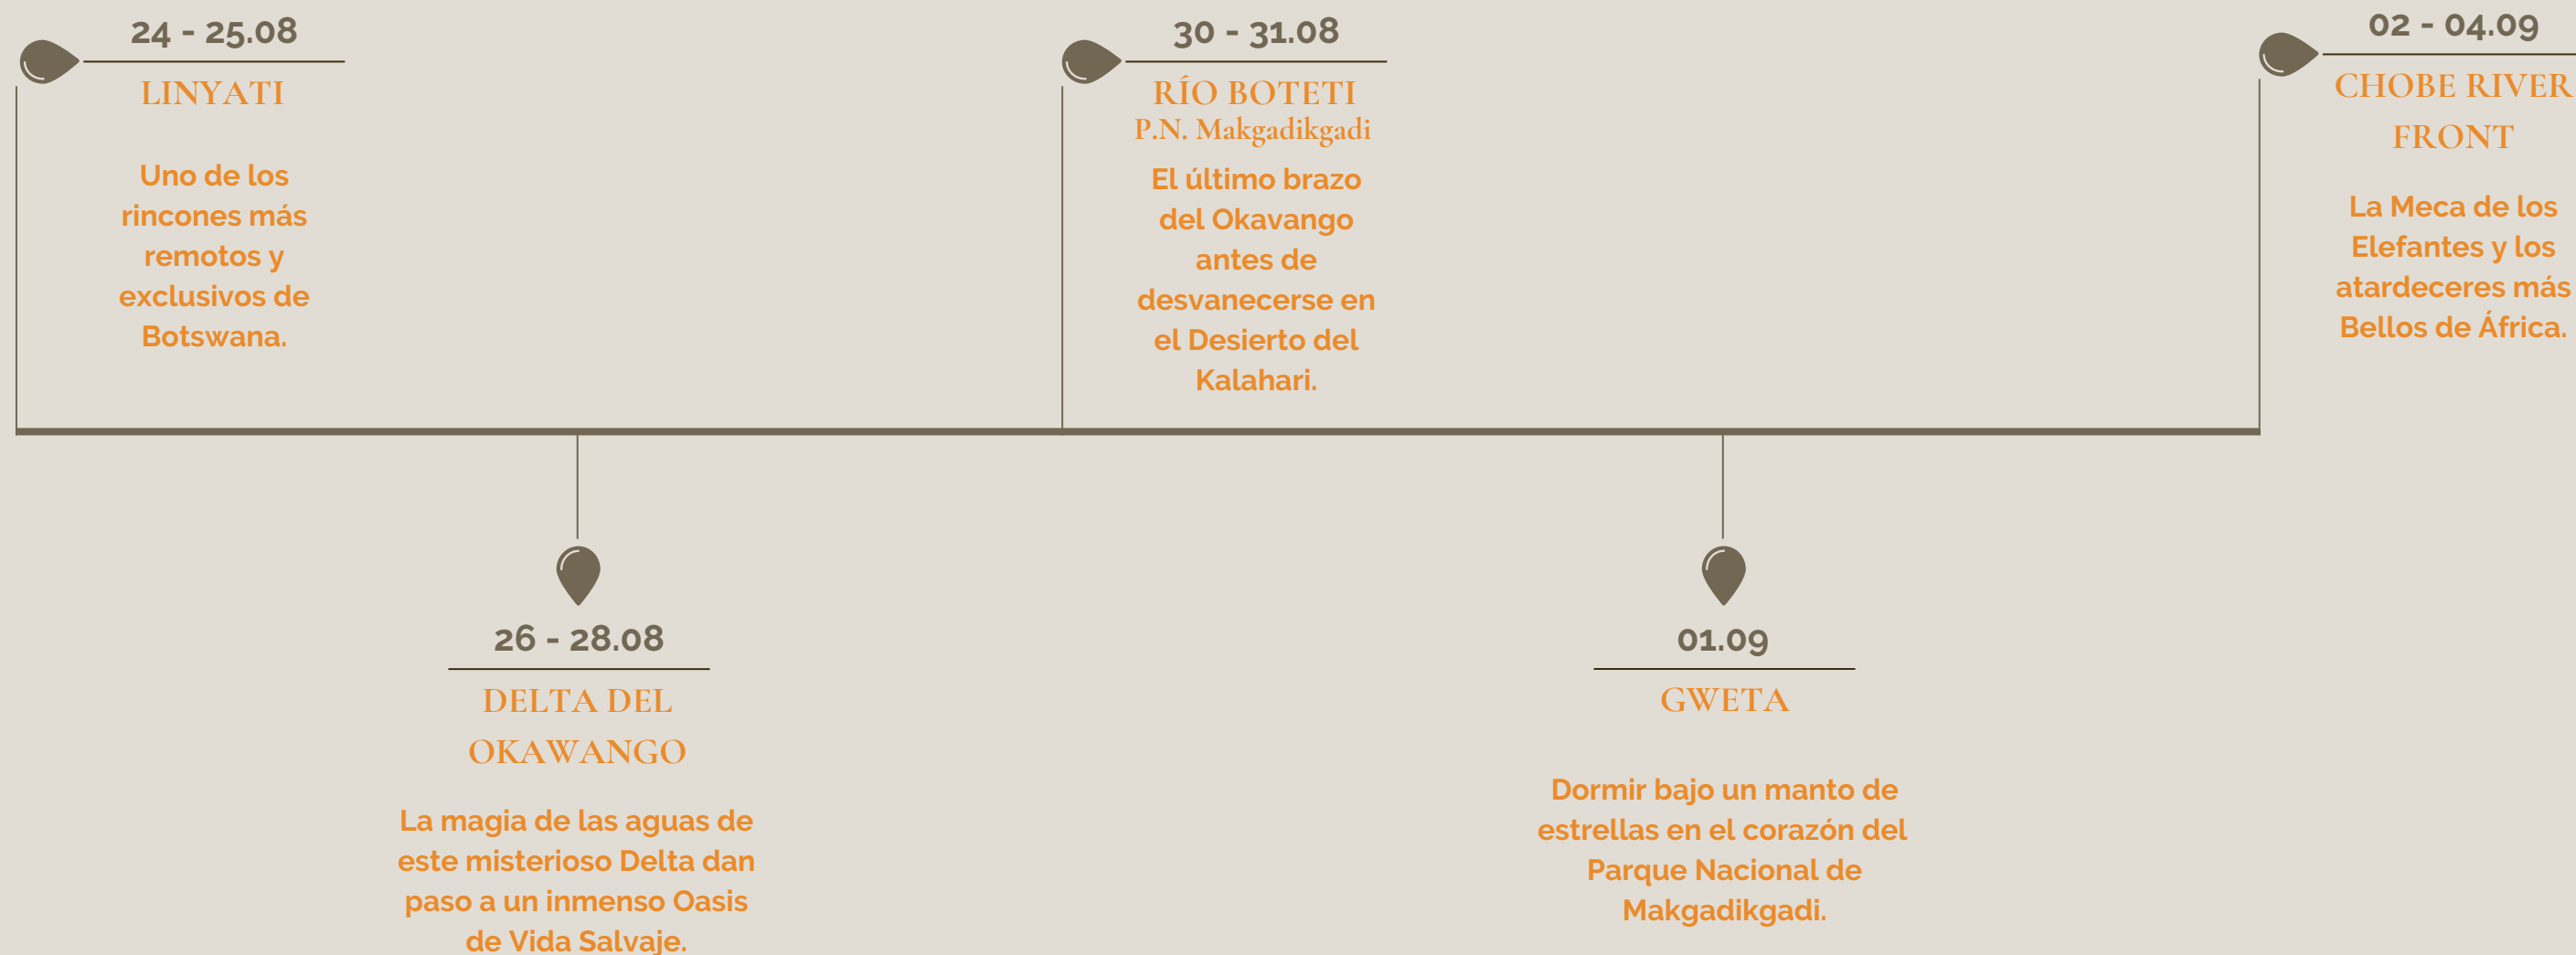 24 - 25.08
LINYATI
Uno de los
rincones más
remotos y
exclusivos de
Botswana.
26 - 28.08
DELTA DEL
OKAWANGO
La magia de las aguas de
este misterioso Delta dan
paso a un inmenso Oasis
de Vida Salvaje.
30 - 31.08
RÍO BOTETI
P.N. Makgadikgadi
El último brazo
del Okavango
antes de
desvanecerse en
el Desierto del
Kalahari.
01.09
GWETA
Dormir bajo un manto de
estrellas en el corazón del
Parque Nacional de
Makgadikgadi.
02 - 04.09
CHOBE RIVER
FRONT
La Meca de los
Elefantes y los
atardeceres más
Bellos de África.